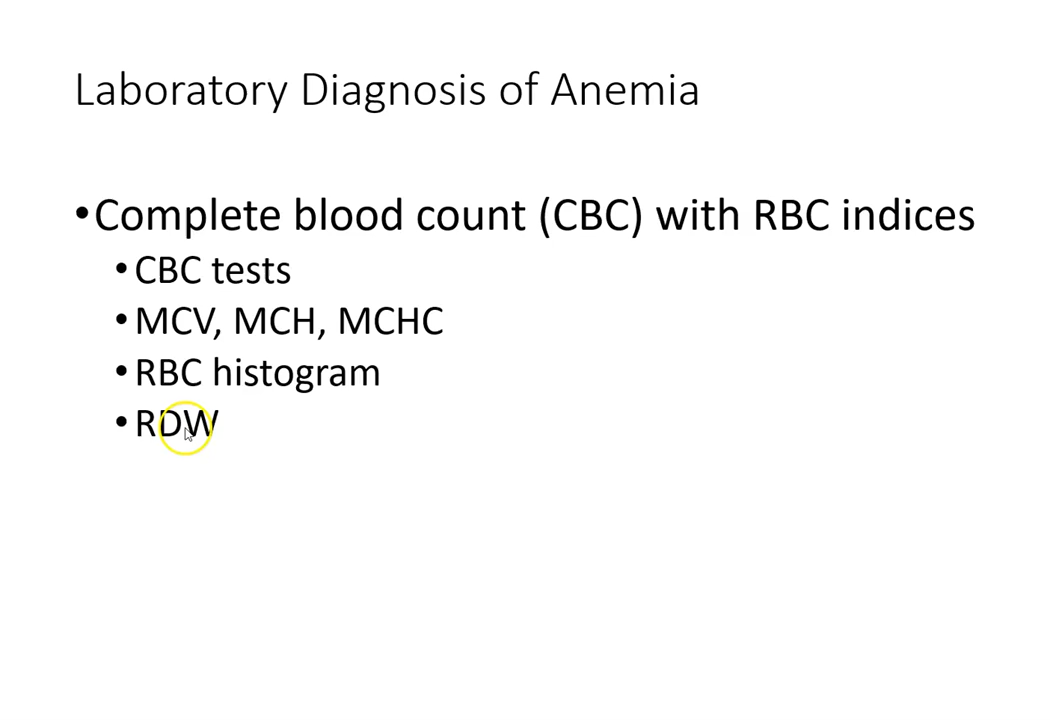 Laboratory Diagnosis of Anemia
•Complete blood count (CBC) with RBC indices
•CBC tests
•MCV, MCH, MCHC
•RBC histogram
•RDW